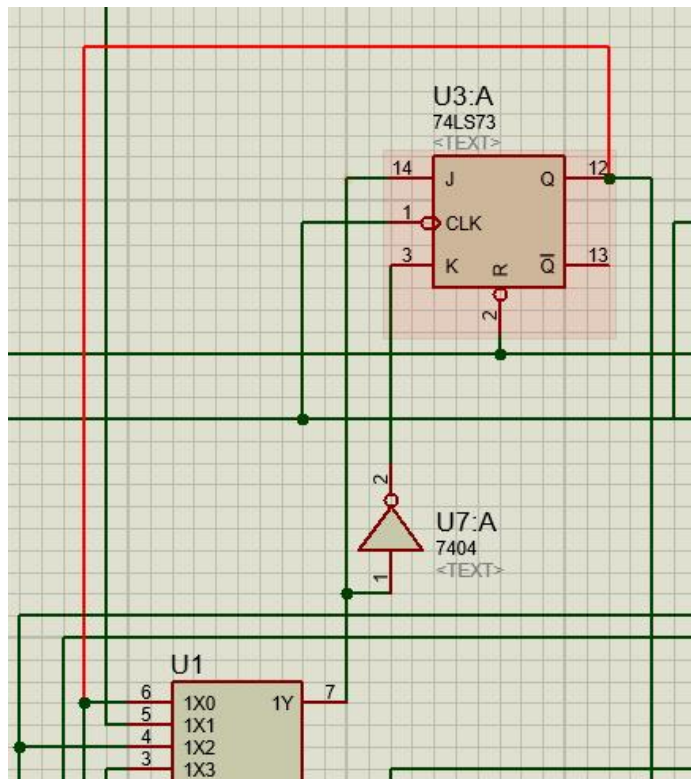 U3:A
74LS73
<TEXT>
14 J Q 12
1 CLK
3 K R Q 13
2
2
U7:A
7404
<TEXT>
1
U1
6 1X0 1Y 7
5 1X1
4 1X2
3 1X3